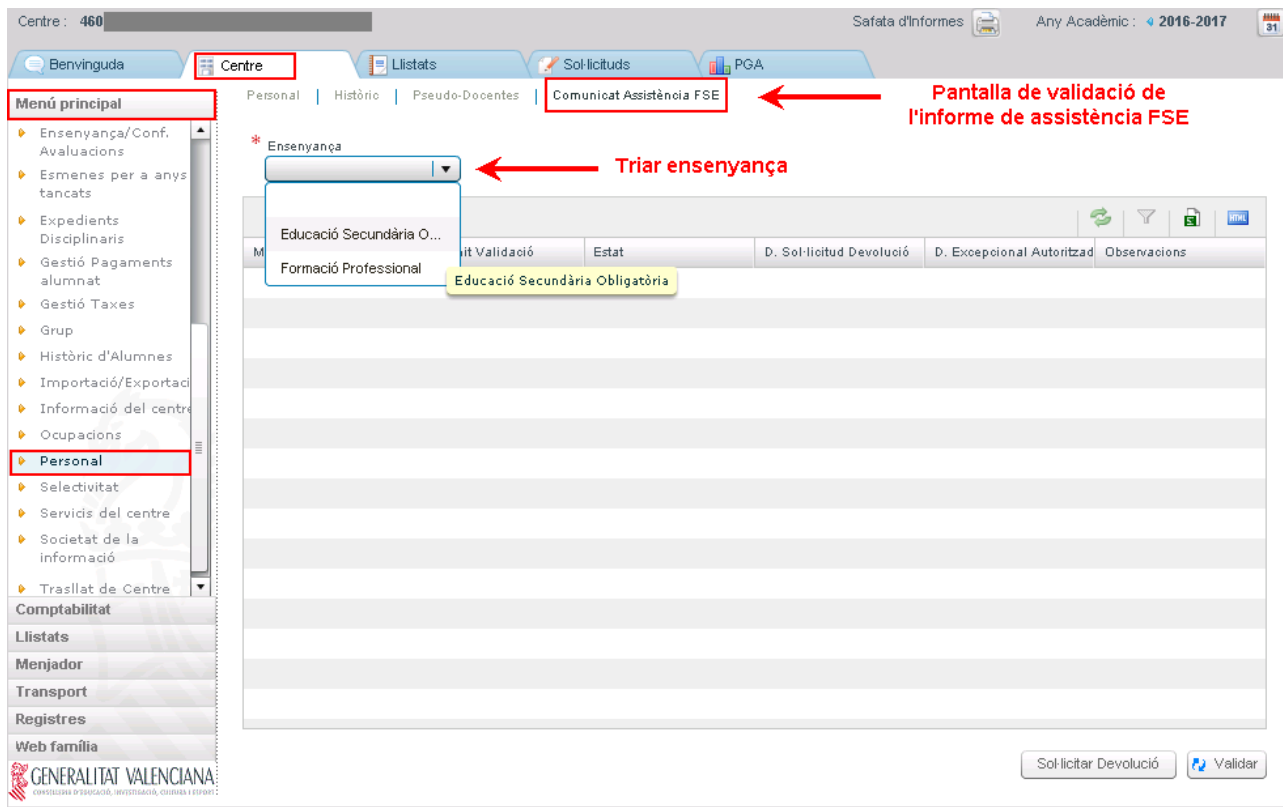 Centre : 460
Safata d'Informes
Any Acadèmic : 2016-2017
31
Benvinguda
Centre
Llistats
Sol·licituds
PGA
Menú principal
Personal | Històric | Pseudo-Docentes | Comunicat Assistència FSE
Pantalla de validació de
l'informe de assistència FSE
Ensenyança/Conf.
Avaluacions
Esmenes per a anys
tancats
Expedients
Disciplinaris
Gestió Pagaments
alumnat
Gestió Taxes
Grup
Històric d'Alumnes
Importació/Exportaci
Informació del centre
Ocupacions
Personal
Selectivitat
Servicis del centre
Societat de la
informació
Trasllat de Centre
Comptabilitat
Llistats
Menjador
Transport
Registres
Web família
GENERALITAT VALENCIANA
* Ensenyança
Triar ensenyança
Educació Secundària O...
Formació Professional
Educació Secundària Obligatòria
HTML
M
it Validació
Estat
D. Sol·licitud Devolució
D. Excepcional Autoritzad
Observacions
Sol·licitar Devolució
Validar